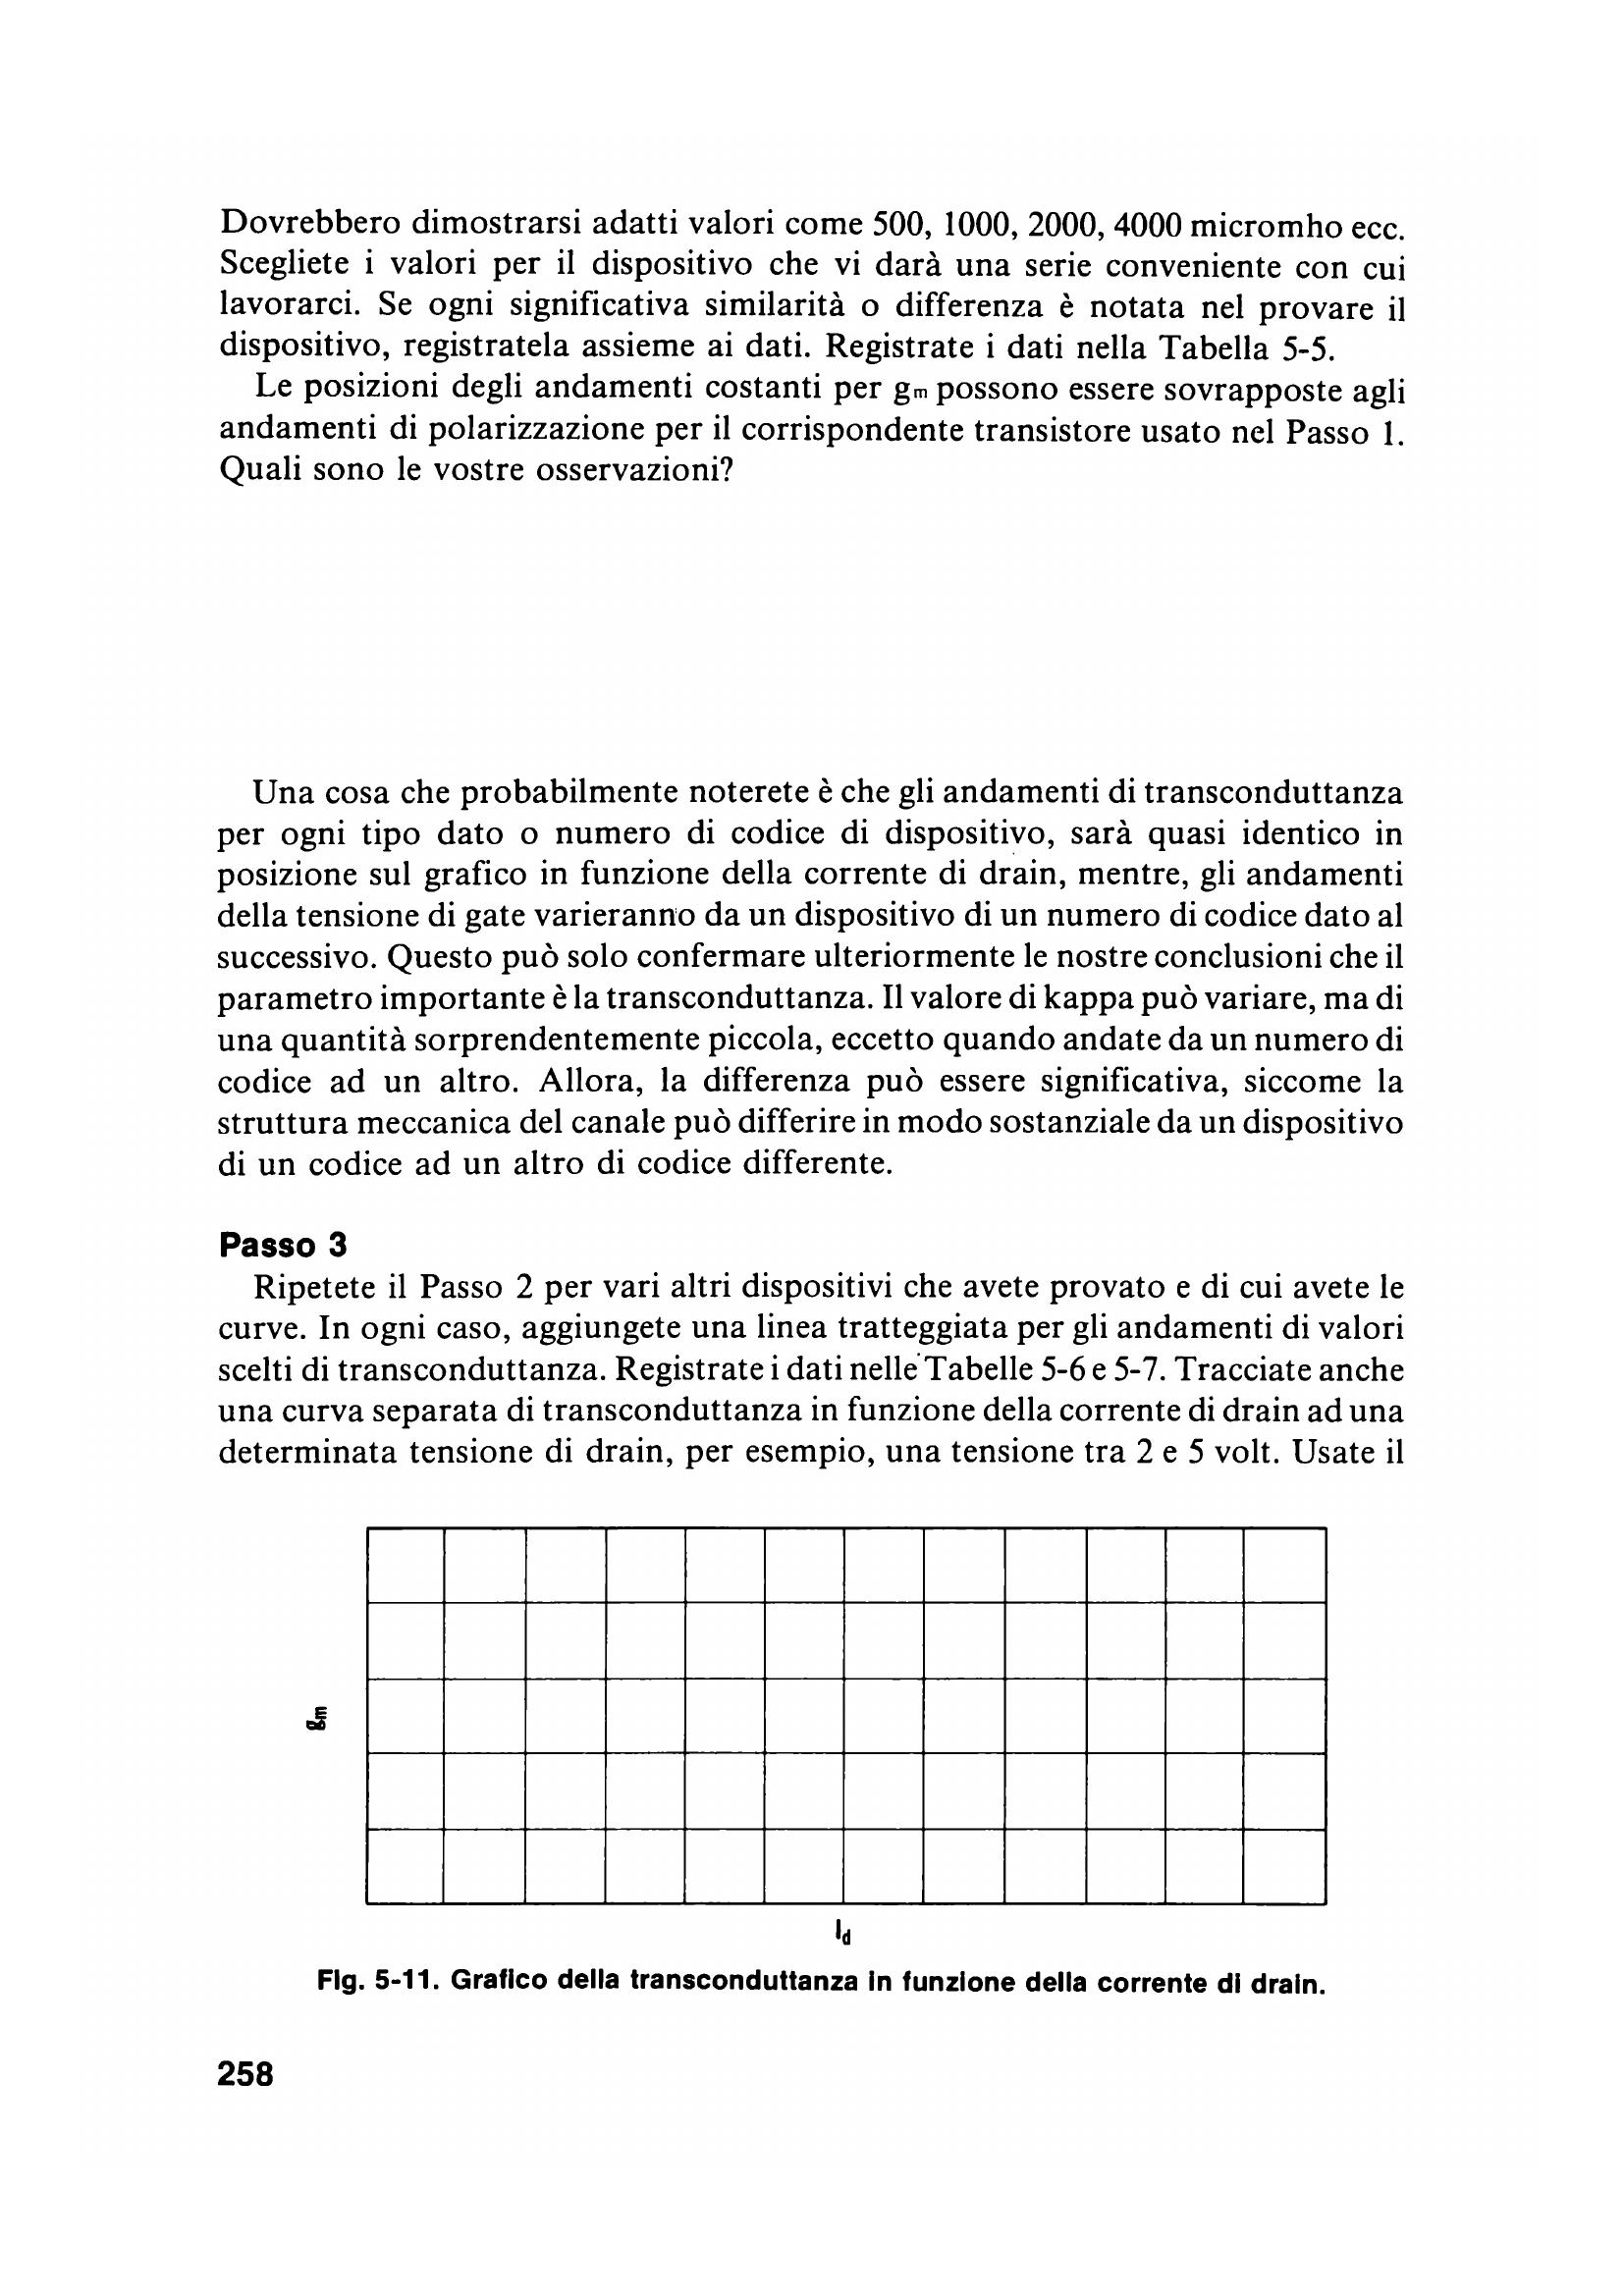 Dovrebbero dimostrarsi adatti valori come 500, 1000, 2000, 4000 micromho ecc.
Scegliete i valori per il dispositivo che vi darà una serie conveniente con cui
lavorarci. Se ogni significativa similarità o differenza è notata nel provare il
dispositivo, registratela assieme ai dati. Registrate i dati nella Tabella 5-5.
Le posizioni degli andamenti costanti per gm possono essere sovrapposte agli
andamenti di polarizzazione per il corrispondente transistore usato nel Passo 1.
Quali sono le vostre osservazioni?
Una cosa che probabilmente noterete è che gli andamenti di transconduttanza
per ogni tipo dato o numero di codice di dispositivo, sarà quasi identico in
posizione sul grafico in funzione della corrente di drain, mentre, gli andamenti
della tensione di gate varieranno da un dispositivo di un numero di codice dato al
successivo. Questo può solo confermare ulteriormente le nostre conclusioni che il
parametro importante è la transconduttanza. Il valore di kappa può variare, ma di
una quantità sorprendentemente piccola, eccetto quando andate da un numero di
codice ad un altro. Allora, la differenza può essere significativa, siccome la
struttura meccanica del canale può differire in modo sostanziale da un dispositivo
di un codice ad un altro di codice differente.
Passo 3
Ripetete il Passo 2 per vari altri dispositivi che avete provato e di cui avete le
curve. In ogni caso, aggiungete una linea tratteggiata per gli andamenti di valori
scelti di transconduttanza. Registrate i dati nelle Tabelle 5-6 e 5-7. Tracciate anche
una curva separata di transconduttanza in funzione della corrente di drain ad una
determinata tensione di drain, per esempio, una tensione tra 2 e 5 volt. Usate il
gm
Id
Fig. 5-11. Grafico della transconduttanza in funzione della corrente di drain.
258